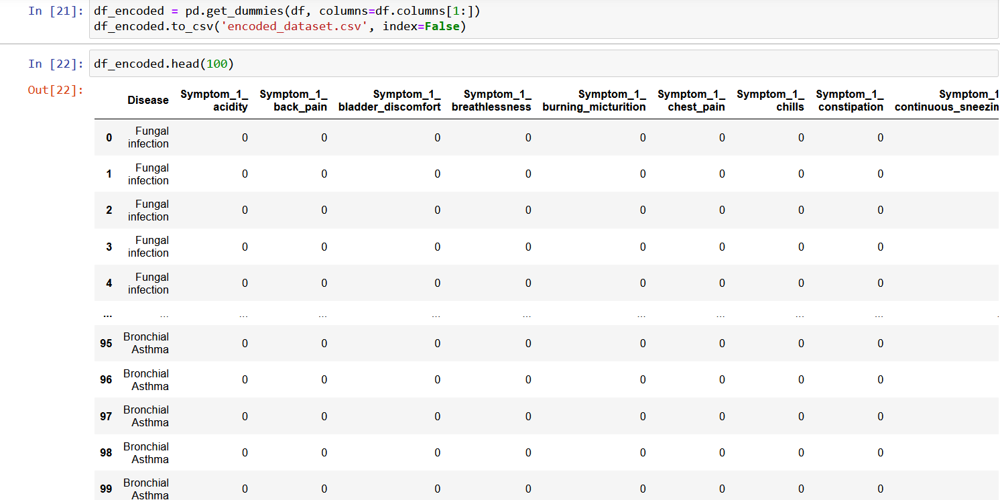 In [21]: df_encoded = pd.get_dummies(df, columns=df.columns[1:])
df_encoded.to_csv('encoded_dataset.csv', index=False)
In [22]: df_encoded.head(100)
Out[22]:
Disease Symptom_1_ acidity Symptom_1_ back_pain Symptom_1_ bladder_discomfort Symptom_1_ breathlessness Symptom_1_ burning_micturition Symptom_1_ chest_pain Symptom_1_ chills Symptom_1_ constipation Symptom_1 continuous_sneezin
0 Fungal infection 0 0 0 0 0 0 0 0
1 Fungal infection 0 0 0 0 0 0 0 0
2 Fungal infection 0 0 0 0 0 0 0 0
3 Fungal infection 0 0 0 0 0 0 0 0
4 Fungal infection 0 0 0 0 0 0 0 0
... ... ... ... ... ... ... ... ... ...
95 Bronchial Asthma 0 0 0 0 0 0 0 0
96 Bronchial Asthma 0 0 0 0 0 0 0 0
97 Bronchial Asthma 0 0 0 0 0 0 0 0
98 Bronchial Asthma 0 0 0 0 0 0 0 0
99 Bronchial Asthma 0 0 0 0 0 0 0 0